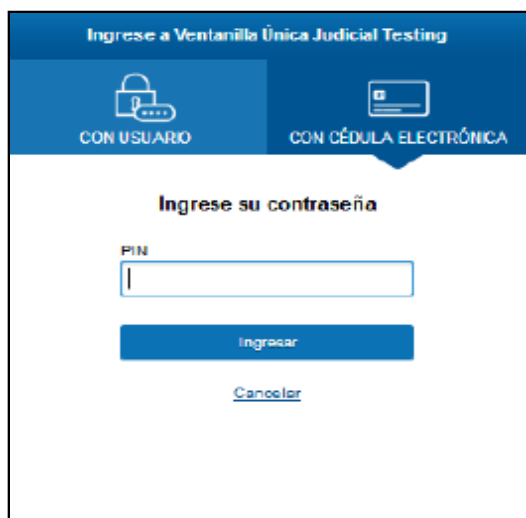 Ingrese a Ventanilla Única Judicial Testing
CON USUARIO
CON CÉDULA ELECTRÓNICA
Ingrese su contraseña
PIN
Ingresar
Cancelar